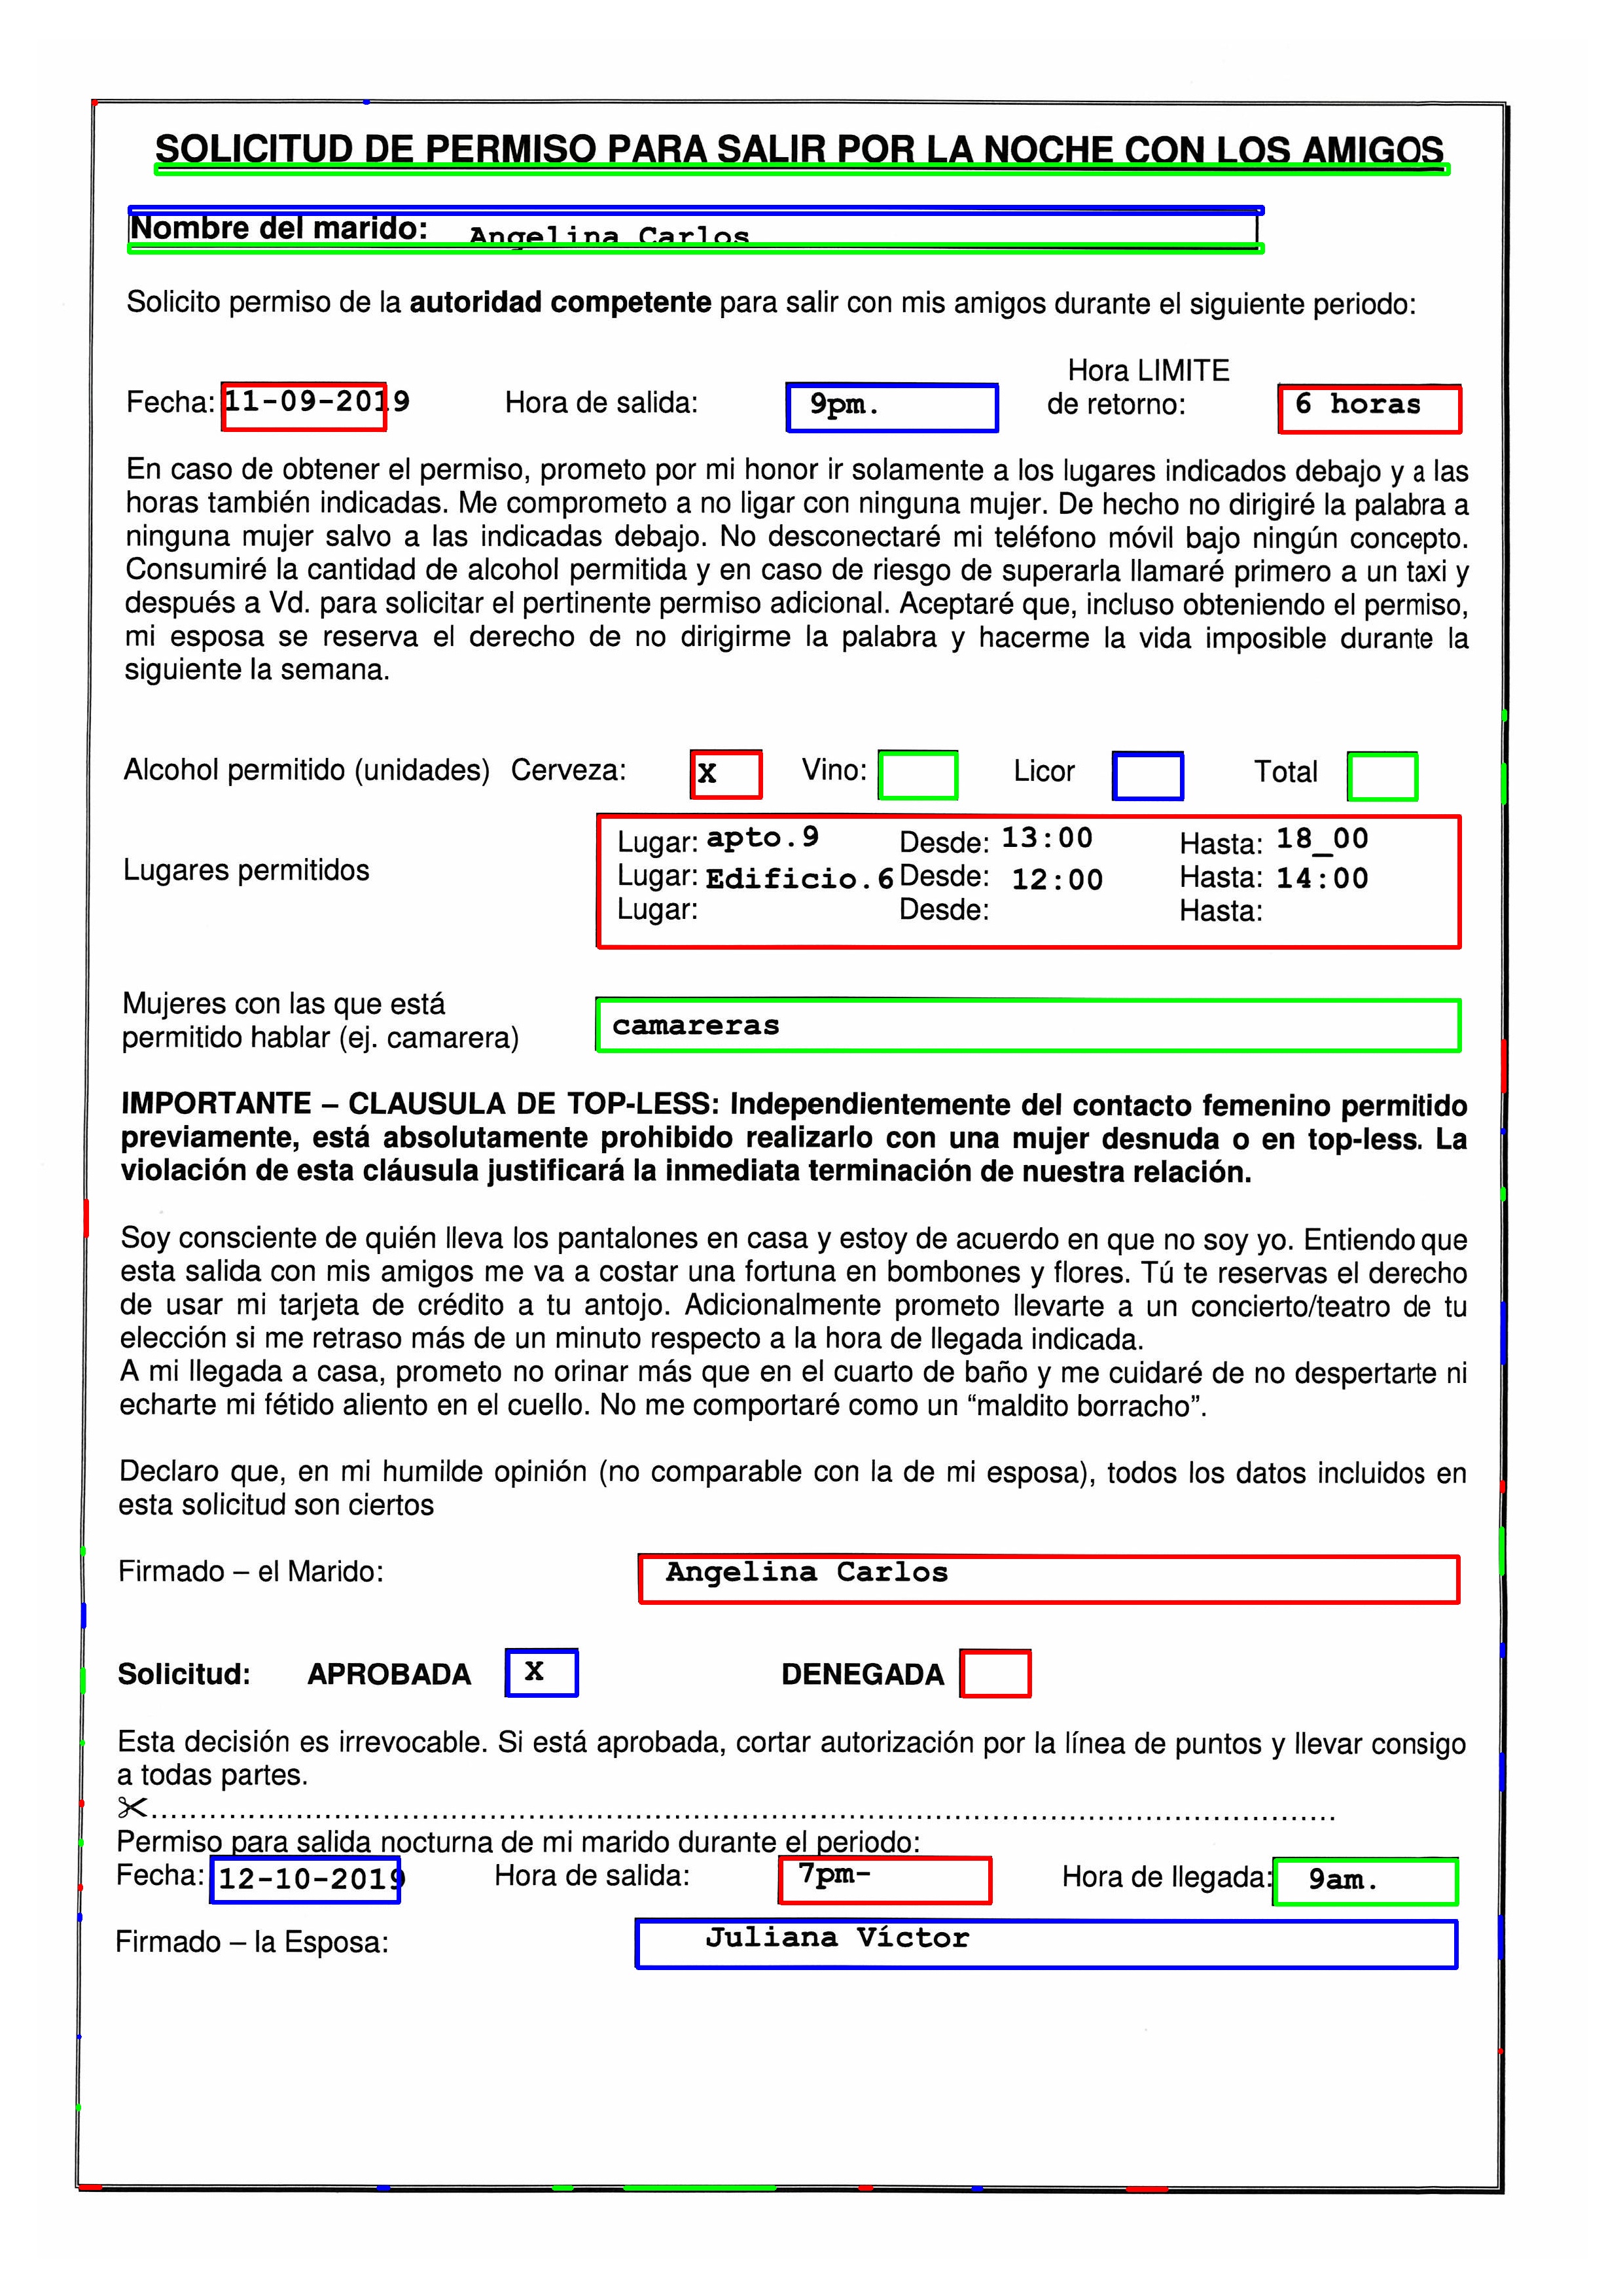 SOLICITUD DE PERMISO PARA SALIR POR LA NOCHE CON LOS AMIGOS
Nombre del marido: Angelina Carlos
Solicito permiso de la autoridad competente para salir con mis amigos durante el siguiente periodo:
Hora LIMITE
Fecha: 11-09-2019 Hora de salida: 9pm. de retorno: 6 horas
En caso de obtener el permiso, prometo por mi honor ir solamente a los lugares indicados debajo y a las
horas también indicadas. Me comprometo a no ligar con ninguna mujer. De hecho no dirigiré la palabra a
ninguna mujer salvo a las indicadas debajo. No desconectaré mi teléfono móvil bajo ningún concepto.
Consumiré la cantidad de alcohol permitida y en caso de riesgo de superarla llamaré primero a un taxi y
después a Vd. para solicitar el pertinente permiso adicional. Aceptaré que, incluso obteniendo el permiso,
mi esposa se reserva el derecho de no dirigirme la palabra y hacerme la vida imposible durante la
siguiente la semana.
Alcohol permitido (unidades) Cerveza: X Vino: Licor Total
Lugar: apto.9 Desde: 13:00 Hasta: 18_00
Lugares permitidos Lugar: Edificio.6 Desde: 12:00 Hasta: 14:00
Lugar: Desde: Hasta:
Mujeres con las que está
permitido hablar (ej. camarera) camareras
IMPORTANTE – CLAUSULA DE TOP-LESS: Independientemente del contacto femenino permitido
previamente, está absolutamente prohibido realizarlo con una mujer desnuda o en top-less. La
violación de esta cláusula justificará la inmediata terminación de nuestra relación.
Soy consciente de quién lleva los pantalones en casa y estoy de acuerdo en que no soy yo. Entiendo que
esta salida con mis amigos me va a costar una fortuna en bombones y flores. Tú te reservas el derecho
de usar mi tarjeta de crédito a tu antojo. Adicionalmente prometo llevarte a un concierto/teatro de tu
elección si me retraso más de un minuto respecto a la hora de llegada indicada.
A mi llegada a casa, prometo no orinar más que en el cuarto de baño y me cuidaré de no despertarte ni
echarte mi fétido aliento en el cuello. No me comportaré como un “maldito borracho”.
Declaro que, en mi humilde opinión (no comparable con la de mi esposa), todos los datos incluidos en
esta solicitud son ciertos
Firmado – el Marido: Angelina Carlos
Solicitud: APROBADA X DENEGADA
Esta decisión es irrevocable. Si está aprobada, cortar autorización por la línea de puntos y llevar consigo
a todas partes.
Permiso para salida nocturna de mi marido durante el periodo:
Fecha: 12-10-2019 Hora de salida: 7pm- Hora de llegada: 9am.
Firmado – la Esposa: Juliana Víctor